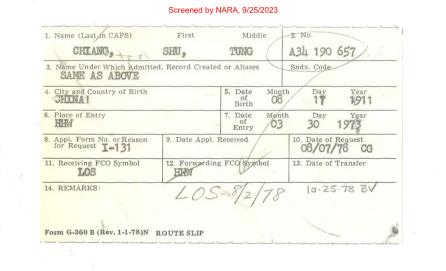 Screened by NARA, 9/25/2023
1. Name (Last in CAPS) First Middle 2. No.
CHIANG, SHU, TUNG A34 190 657
3. Name Under Which Admitted, Record Created or Aliases Sndx. Code
SAME AS ABOVE
4. City and Country of Birth 5. Date of Birth Month Day Year
CHINA! 08 17 1911
6. Place of Entry 7. Date of Entry Month Day Year
HHW 03 30 1973
8. Appl. Form No. or Reason for Request 9. Date Appl. Received 10. Date of Request
I-131 08/07/78 CG
11. Receiving FCO Symbol 12. Forwarding FCO Symbol 13. Date of Transfer
LOS HHW
14. REMARKS: LOS 8/2/78 10-25-78 BV
Form G-360 B (Rev. 1-1-78)N ROUTE SLIP